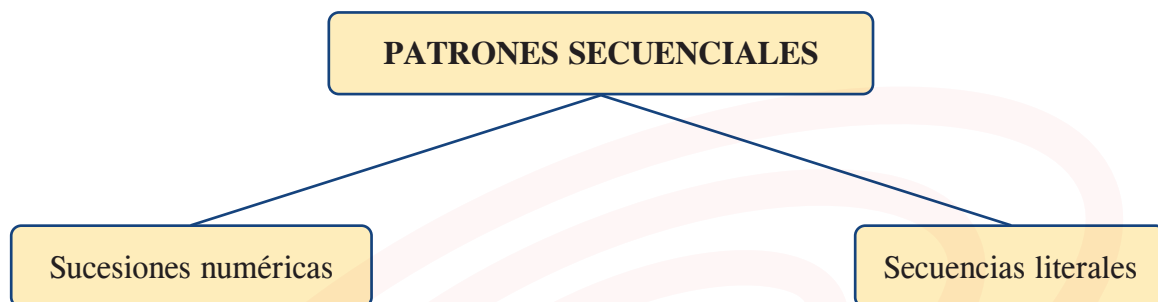 PATRONES SECUENCIALES
Sucesiones numéricas
Secuencias literales